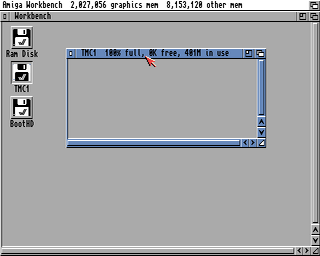 Amiga Workbench  2,027,056 graphics mem  8,153,120 other mem
Workbench
Ram Disk
TMC1  100% full, 0K free, 401M in use
TMC1
BootHD